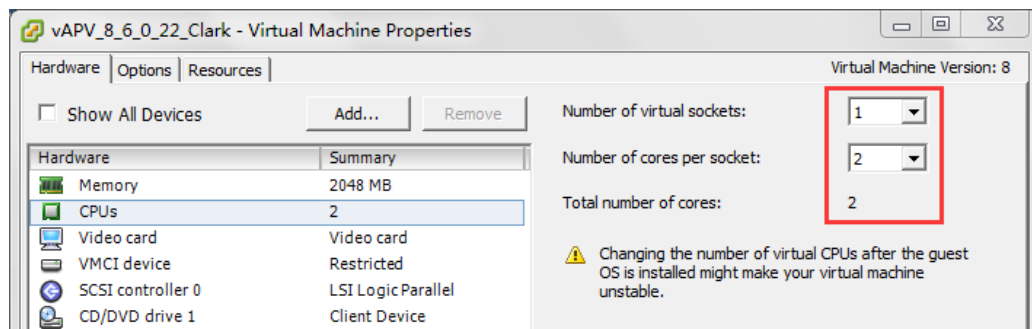 vAPV_8_6_0_22_Clark - Virtual Machine Properties
Hardware Options Resources Virtual Machine Version: 8
Show All Devices Add... Remove
Number of virtual sockets: 1
Hardware Summary
Number of cores per socket: 2
Memory 2048 MB
CPUs 2
Total number of cores: 2
Video card Video card
VMCI device Restricted
SCSI controller 0 LSI Logic Parallel
CD/DVD drive 1 Client Device
Changing the number of virtual CPUs after the guest
OS is installed might make your virtual machine
unstable.